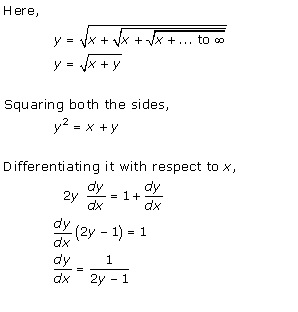 Here,
y = √(x + √(x + √(x + ... to ∞)))
y = √(x + y)
Squaring both the sides,
y² = x + y
Differentiating it with respect to x,
2y dy/dx = 1 + dy/dx
dy/dx (2y − 1) = 1
dy/dx = 1/(2y − 1)